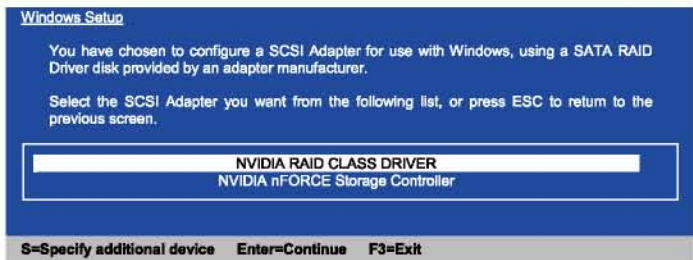 Windows Setup
You have chosen to configure a SCSI Adapter for use with Windows, using a SATA RAID
Driver disk provided by an adapter manufacturer.
Select the SCSI Adapter you want from the following list, or press ESC to return to the
previous screen.
NVIDIA RAID CLASS DRIVER
NVIDIA nFORCE Storage Controller
S=Specify additional device Enter=Continue F3=Exit